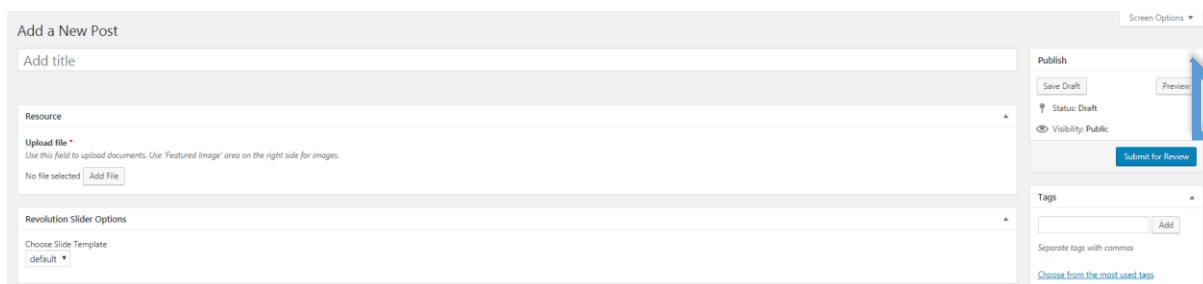 Screen Options ▼
Add a New Post
Add title
Resource
Upload file *
Use this field to upload documents. Use 'Featured Image' area on the right side for images.
No file selected Add File
Revolution Slider Options
Choose Slide Template
default ▼
Publish
Save Draft Preview
Status: Draft
Visibility: Public
Submit for Review
Tags
Add
Separate tags with commas
Choose from the most used tags